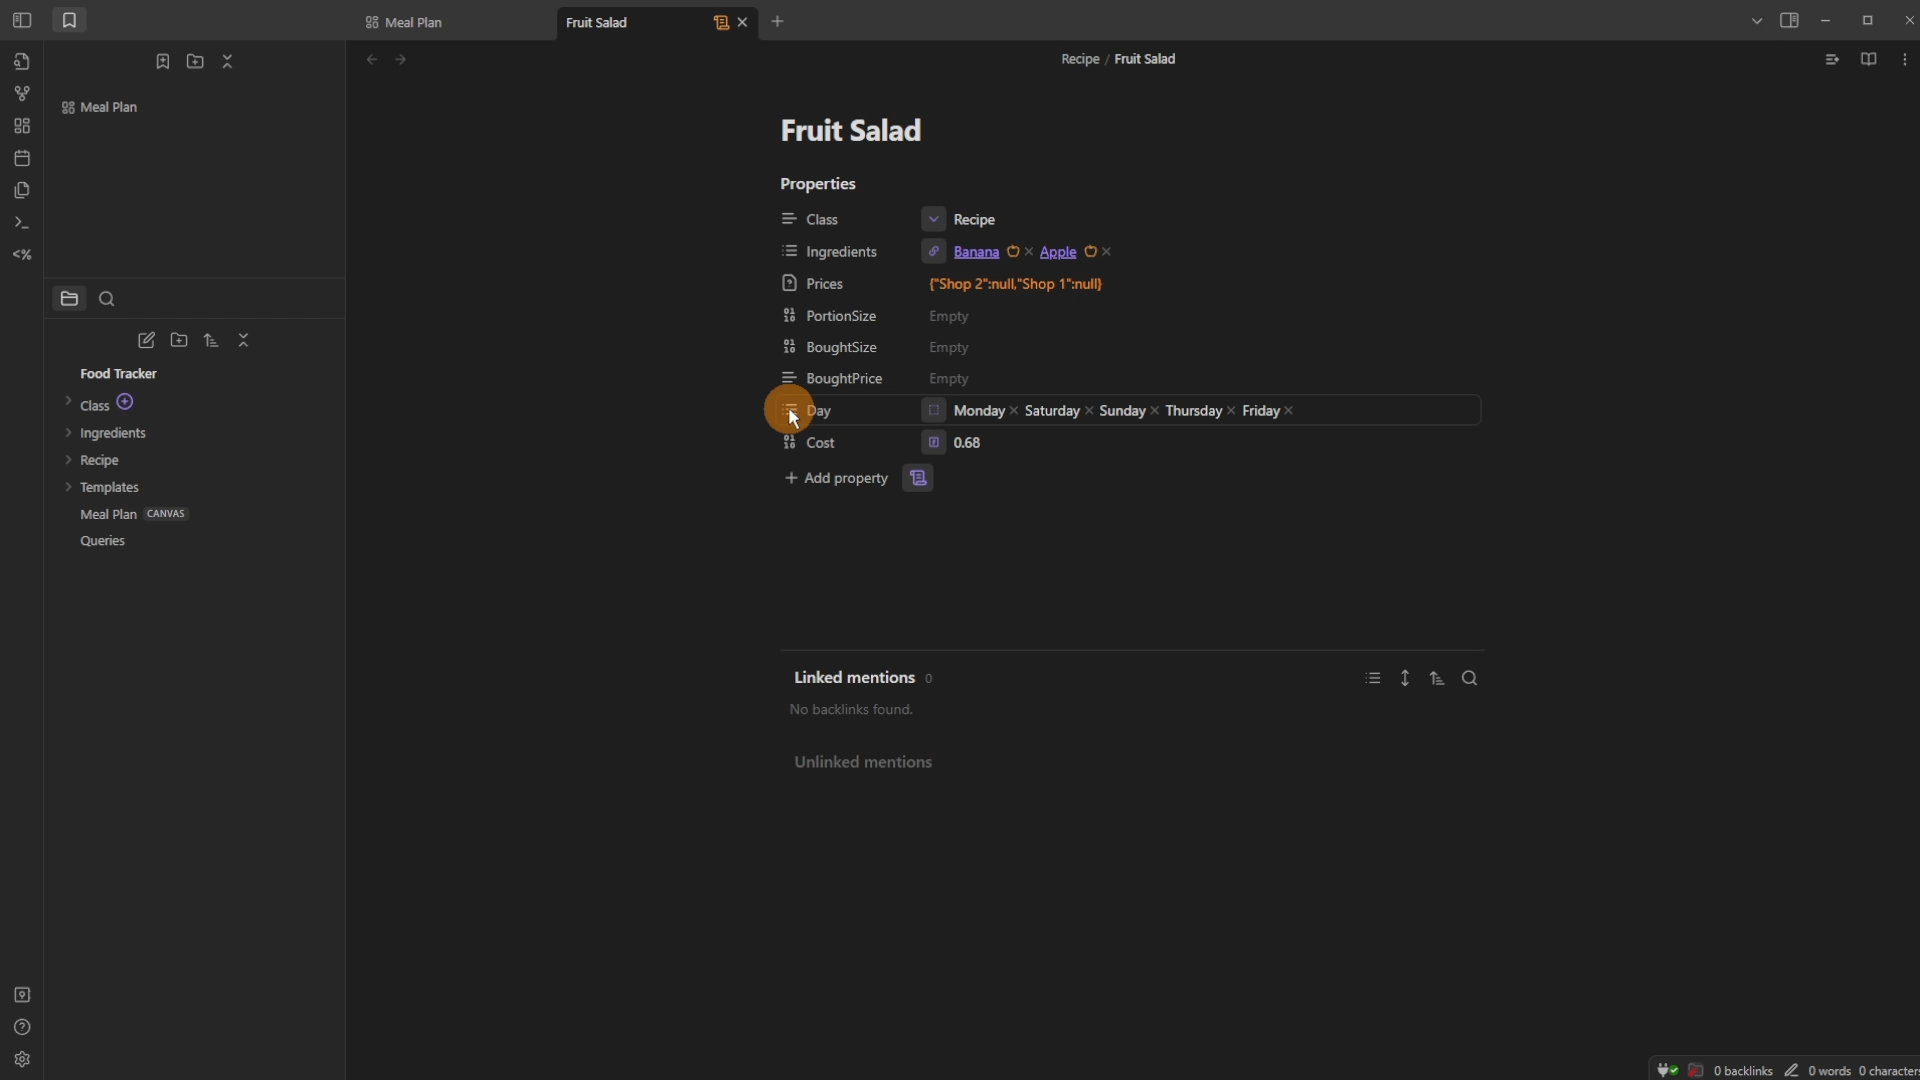 Meal Plan
Fruit Salad
Recipe / Fruit Salad
Meal Plan
Fruit Salad
Properties
Class Recipe
Ingredients Banana Apple
Prices {"Shop 2":null,"Shop 1":null}
PortionSize Empty
BoughtSize Empty
BoughtPrice Empty
Day Monday Saturday Sunday Thursday Friday
Cost 0.68
Add property
Food Tracker
Class
Ingredients
Recipe
Templates
Meal Plan CANVAS
Queries
Linked mentions 0
No backlinks found.
Unlinked mentions
0 backlinks 0 words 0 characters